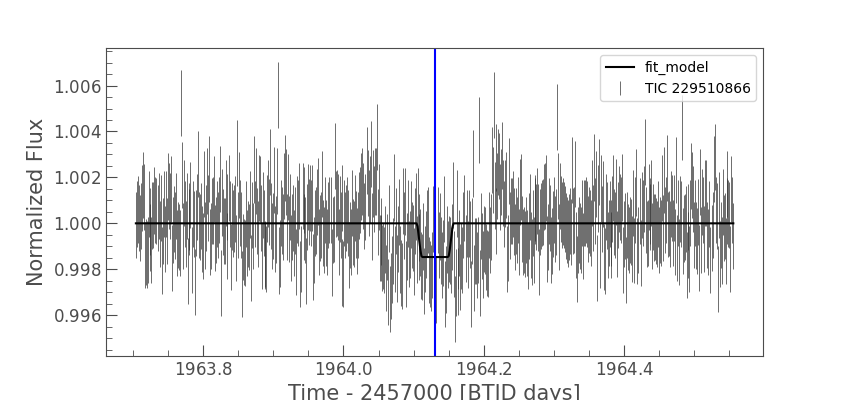 fit_model
TIC 229510866
1.006
1.004
1.002
1.000
0.998
0.996
Normalized Flux
1963.8 1964.0 1964.2 1964.4
Time - 2457000 [BTJD days]